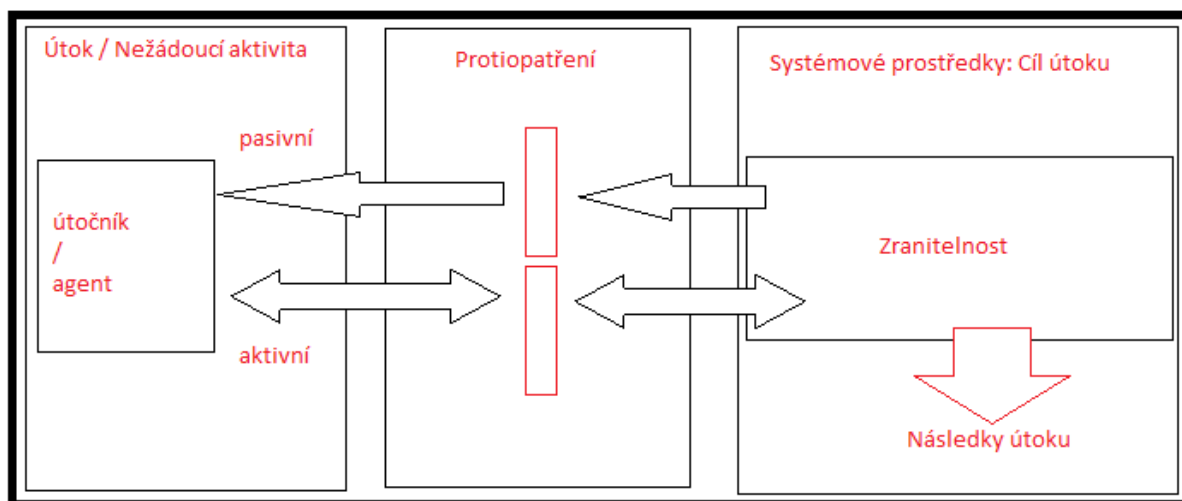 Útok / Nežádoucí aktivita
Protiopatření
Systémové prostředky: Cíl útoku
pasivní
útočník
/
agent
Zranitelnost
aktivní
Následky útoku